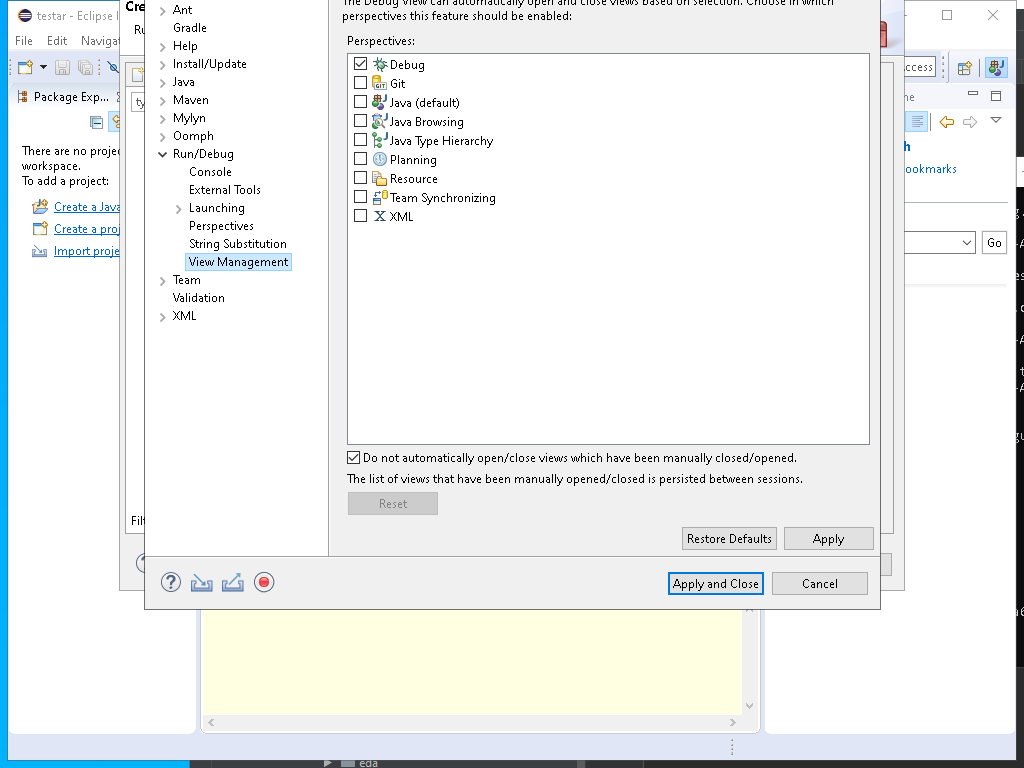 testar - Eclipse I
File Edit Navigat
Package Exp...
There are no projec
workspace.
To add a project:
Create a Java
Create a proj
Import proje
Cre
Ru
ty
Filt
Ant
Gradle
Help
Install/Update
Java
Maven
Mylyn
Oomph
Run/Debug
Console
External Tools
Launching
Perspectives
String Substitution
View Management
Team
Validation
XML
The Debug View can automatically open and close views based on selection. Choose in which
perspectives this feature should be enabled:
Perspectives:
Debug
Git
Java (default)
Java Browsing
Java Type Hierarchy
Planning
Resource
Team Synchronizing
XML
Do not automatically open/close views which have been manually closed/opened.
The list of views that have been manually opened/closed is persisted between sessions.
Reset
Restore Defaults
Apply
Apply and Close
Cancel
ccess
ne
h
ookmarks
Go
eda